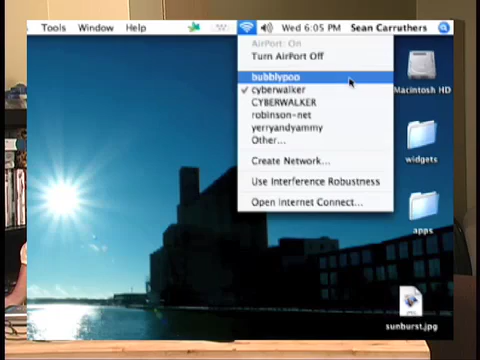 Tools Window Help Wed 6:05 PM Sean Carruthers
AirPort: On
Turn AirPort Off
bubblypoo
✓ cyberwalker
CYBERWALKER
robinson-net
yerryandyammy
Other...
Create Network...
Use Interference Robustness
Open Internet Connect...
Macintosh HD
widgets
apps
sunburst.jpg